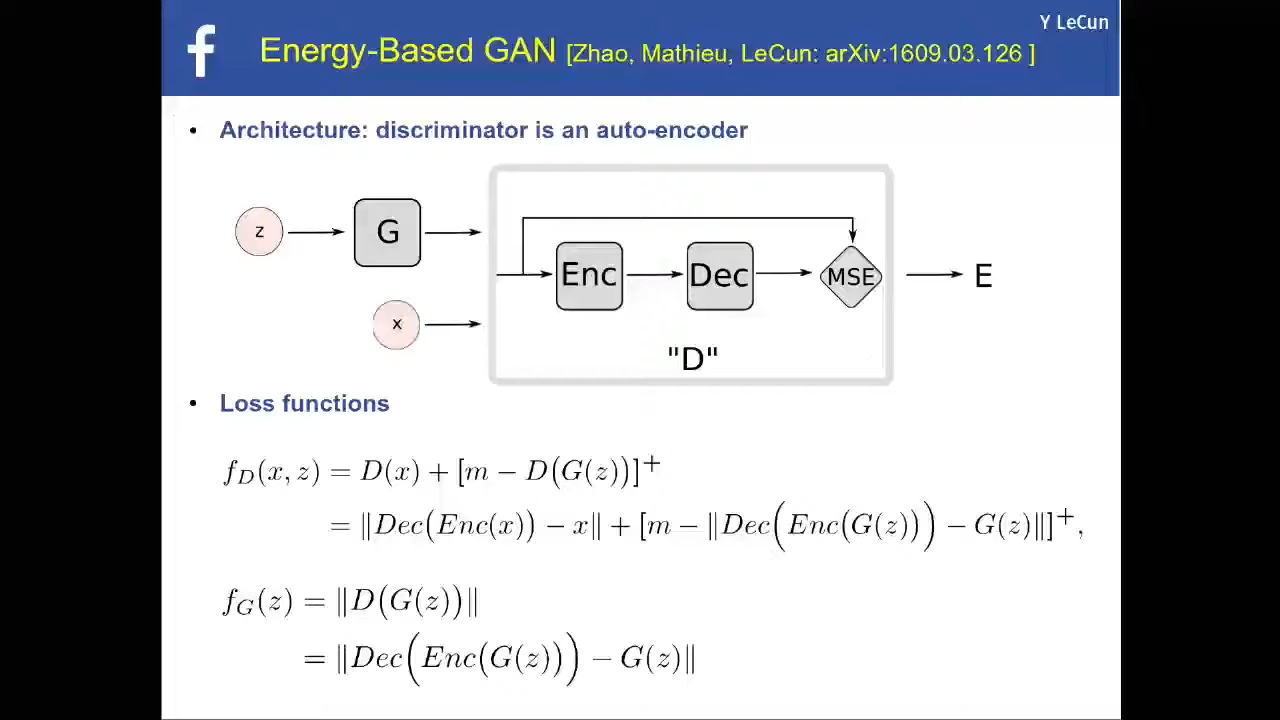 Y LeCun
f
Energy-Based GAN [Zhao, Mathieu, LeCun: arXiv:1609.03.126 ]
• Architecture: discriminator is an auto-encoder
z
G
x
Enc
Dec
MSE
E
"D"
• Loss functions
f_D(x, z) = D(x) + [m − D(G(z))]⁺
= ‖Dec(Enc(x)) − x‖ + [m − ‖Dec(Enc(G(z))) − G(z)‖]⁺,
f_G(z) = ‖D(G(z))‖
= ‖Dec(Enc(G(z))) − G(z)‖